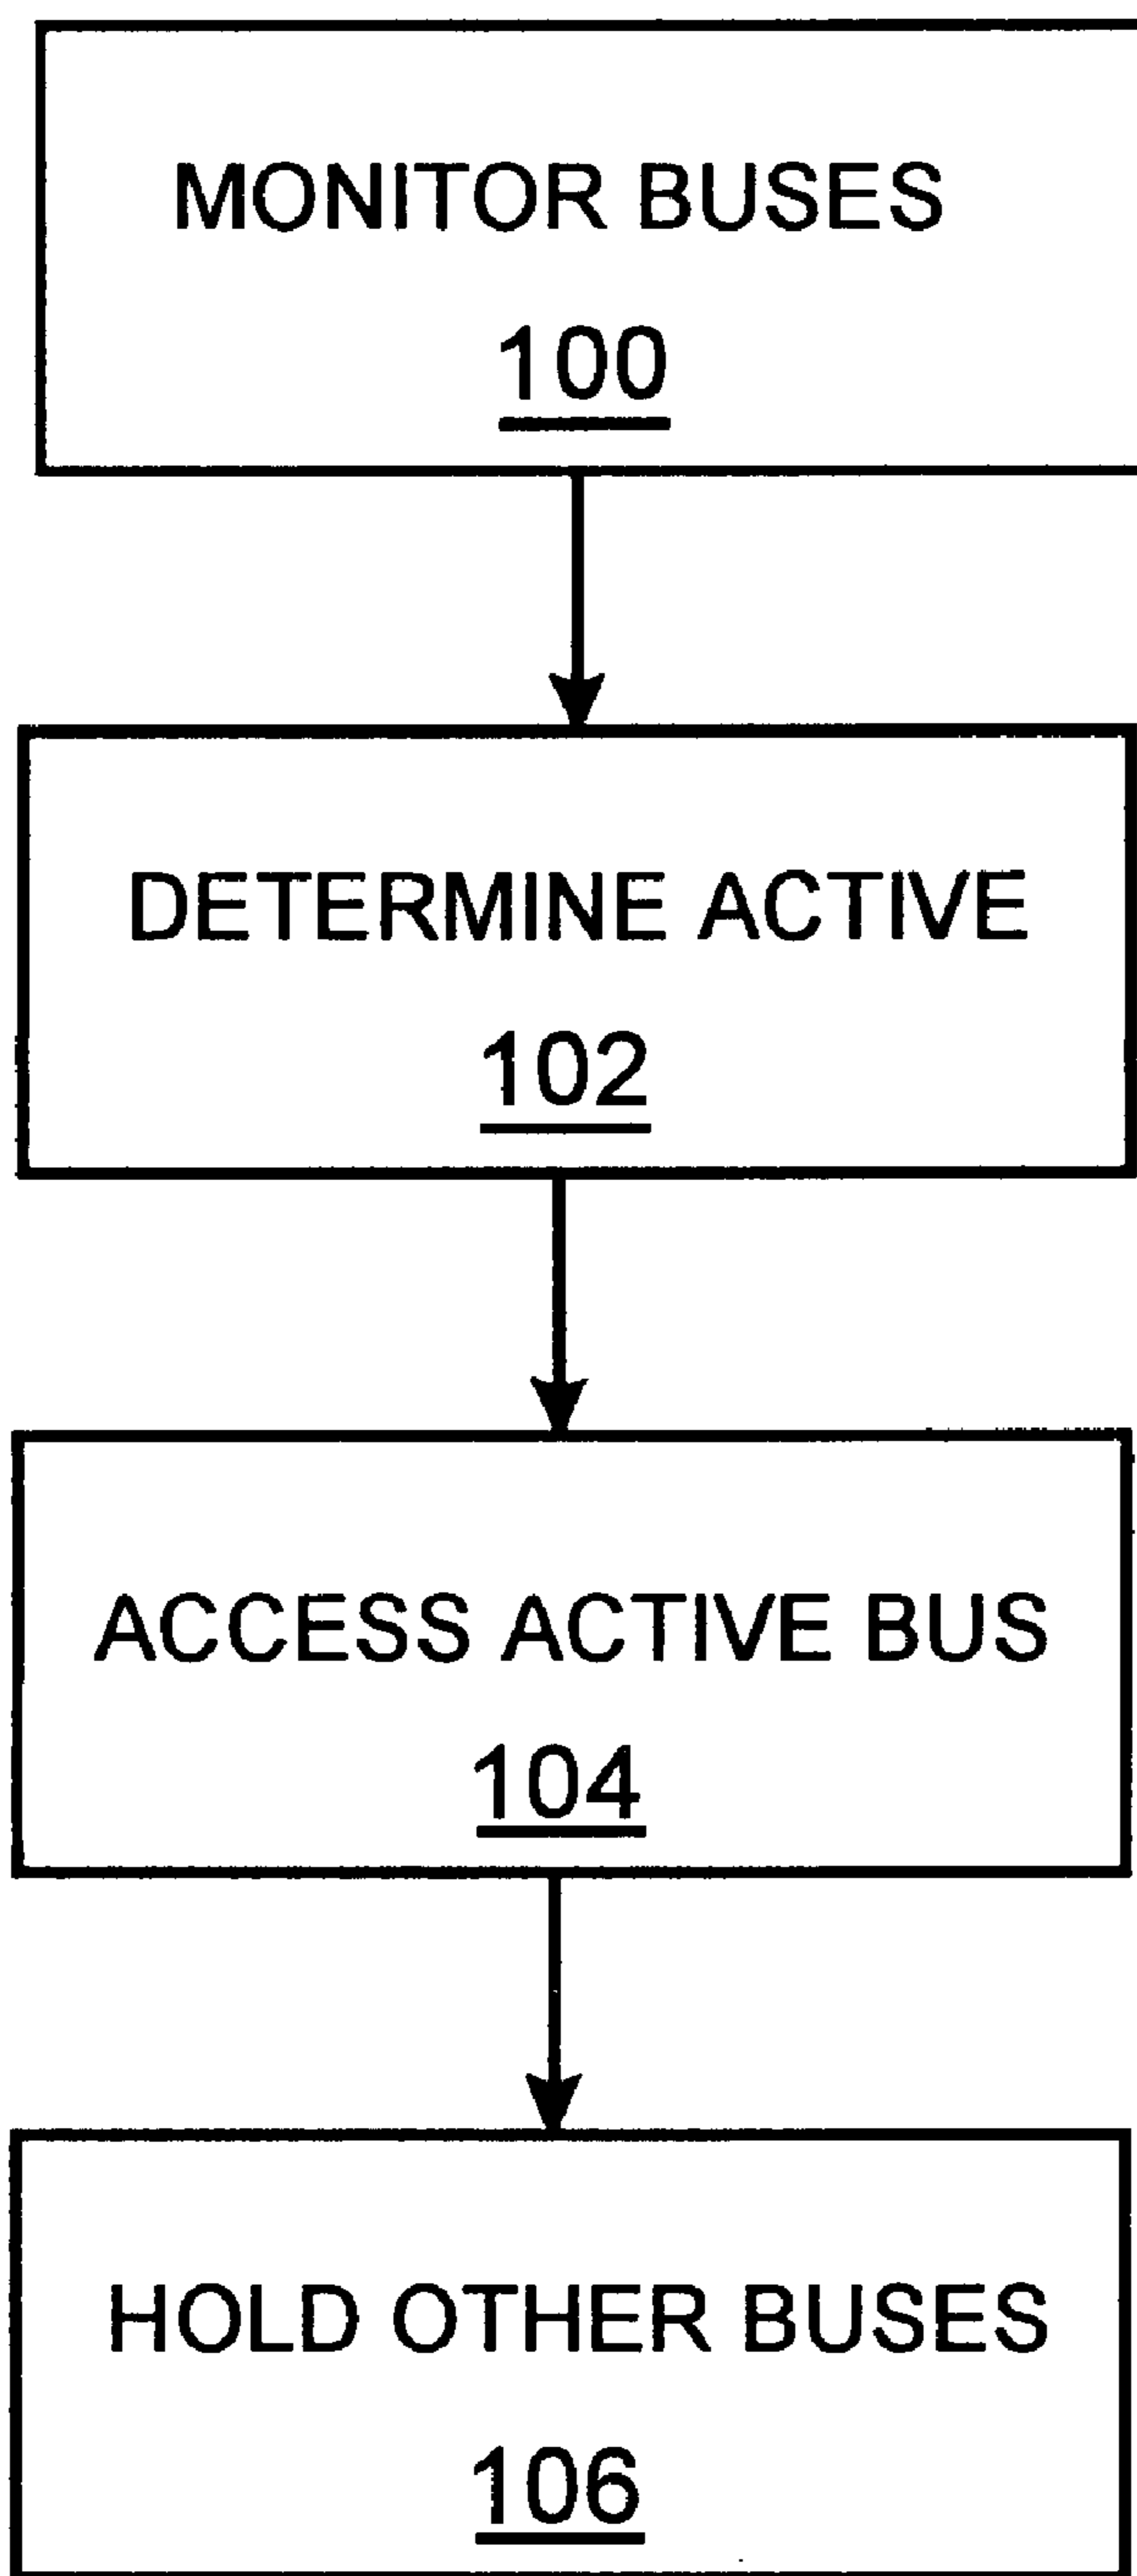 MONITOR BUSES
100
DETERMINE ACTIVE
102
ACCESS ACTIVE BUS
104
HOLD OTHER BUSES
106